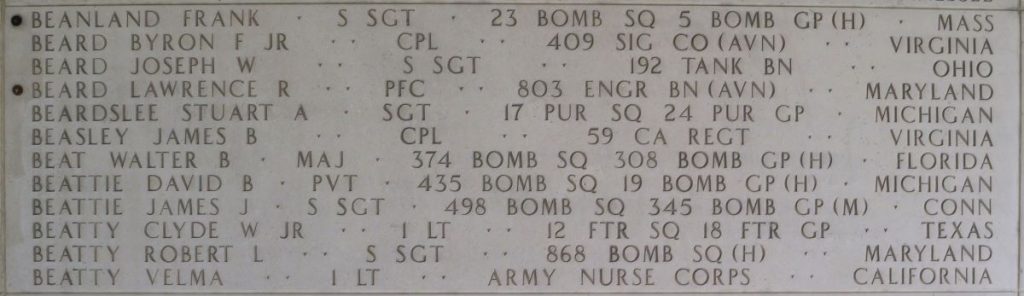 BEANLAND FRANK · S SGT · 23 BOMB SQ 5 BOMB GP (H) · MASS
BEARD BYRON F JR · · CPL · · 409 SIG CO (AVN) · · VIRGINIA
BEARD JOSEPH W · · S SGT · · 192 TANK BN · · OHIO
BEARD LAWRENCE R · · PFC · · 803 ENGR BN (AVN) · · MARYLAND
BEARDSLEE STUART A · SGT · 17 PUR SQ 24 PUR GP · MICHIGAN
BEASLEY JAMES B · · CPL · · 59 CA REGT · · VIRGINIA
BEAT WALTER B · MAJ · 374 BOMB SQ 308 BOMB GP (H) · FLORIDA
BEATTIE DAVID B · PVT · 435 BOMB SQ 19 BOMB GP (H) · MICHIGAN
BEATTIE JAMES J · S SGT · 498 BOMB SQ 345 BOMB GP (M) · CONN
BEATTY CLYDE W JR · · 1 LT · · 12 FTR SQ 18 FTR GP · · TEXAS
BEATTY ROBERT L · · S SGT · · 868 BOMB SQ (H) · · MARYLAND
BEATTY VELMA · · 1 LT · · ARMY NURSE CORPS · · CALIFORNIA